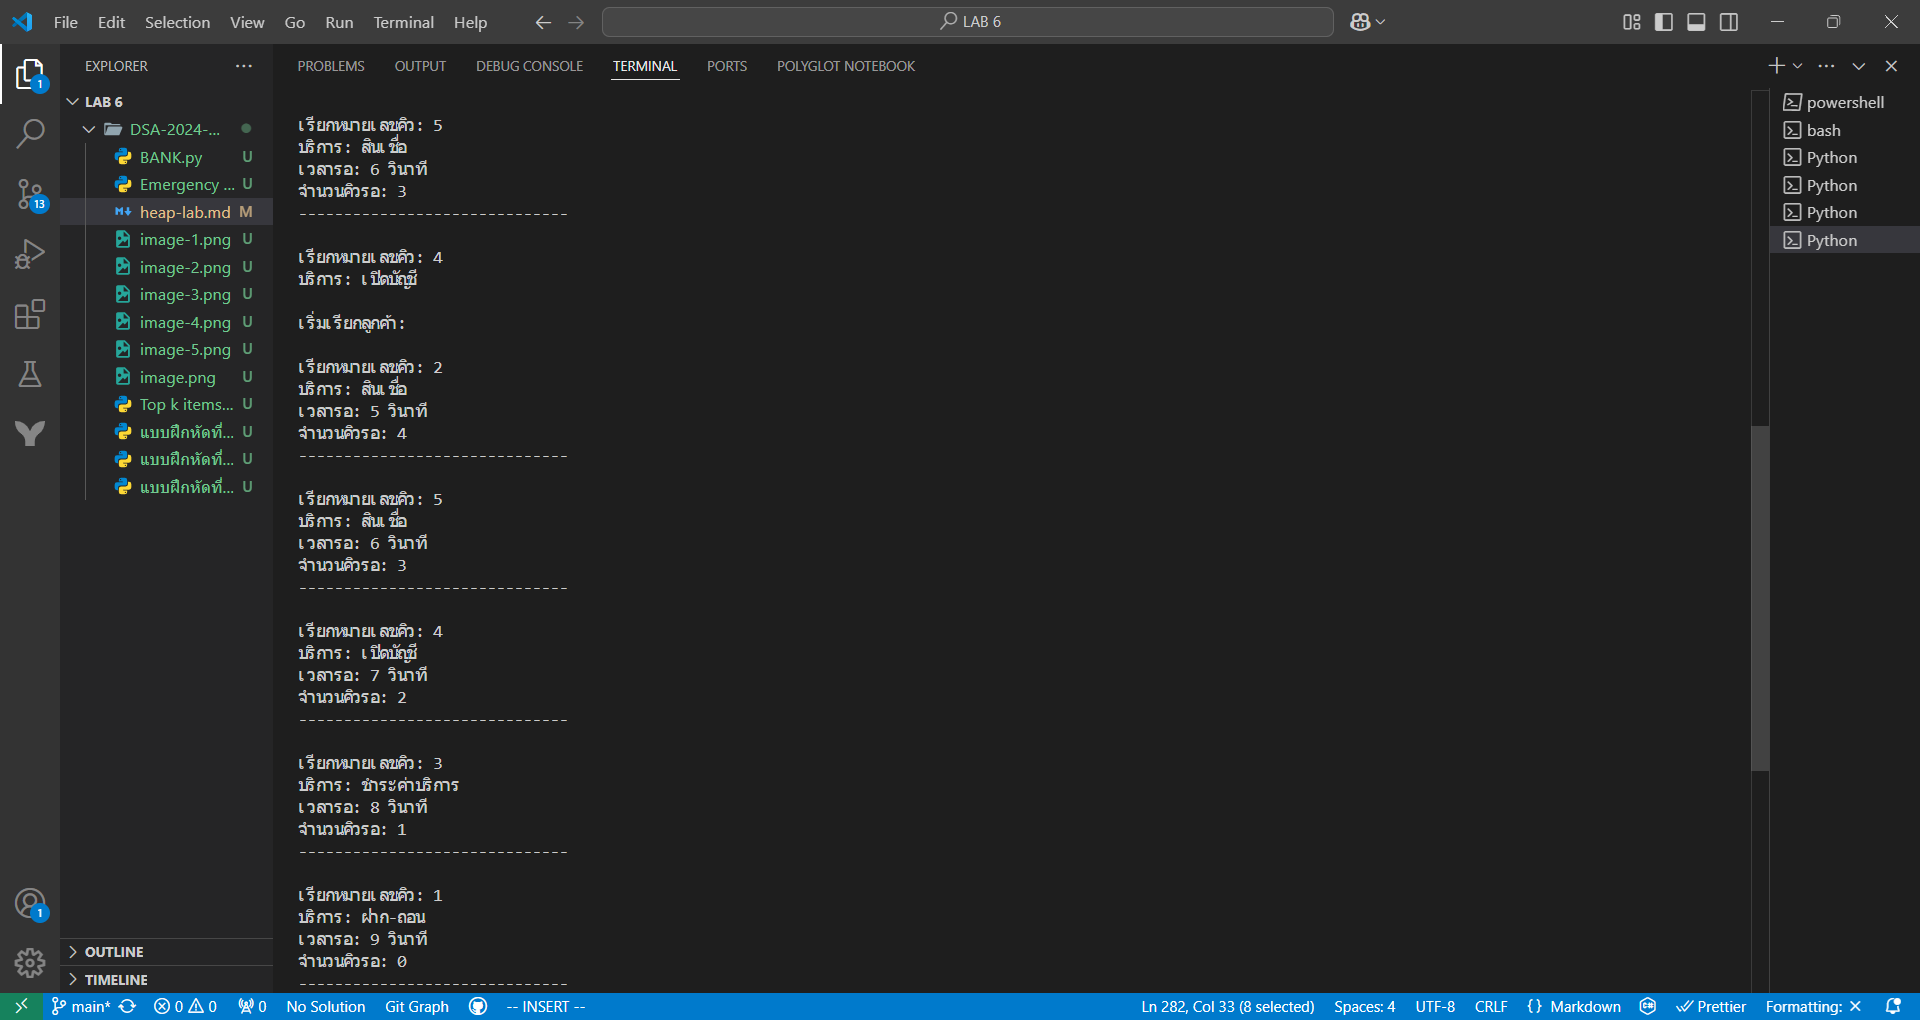 File Edit Selection View Go Run Terminal Help
LAB 6
EXPLORER
1
LAB 6
DSA-2024-...
BANK.py U
Emergency ... U
13
heap-lab.md M
image-1.png U
image-2.png U
image-3.png U
image-4.png U
image-5.png U
image.png U
Top k items... U
แบบฝึกหัดที่... U
แบบฝึกหัดที่... U
แบบฝึกหัดที่... U
1
OUTLINE
TIMELINE
PROBLEMS OUTPUT DEBUG CONSOLE TERMINAL PORTS POLYGLOT NOTEBOOK
เรียกหมายเลขคิว: 5
บริการ: สินเชื่อ
เวลารอ: 6 วินาที
จำนวนคิวรอ: 3
------------------------------
เรียกหมายเลขคิว: 4
บริการ: เปิดบัญชี
เริ่มเรียกลูกค้า:
เรียกหมายเลขคิว: 2
บริการ: สินเชื่อ
เวลารอ: 5 วินาที
จำนวนคิวรอ: 4
------------------------------
เรียกหมายเลขคิว: 5
บริการ: สินเชื่อ
เวลารอ: 6 วินาที
จำนวนคิวรอ: 3
------------------------------
เรียกหมายเลขคิว: 4
บริการ: เปิดบัญชี
เวลารอ: 7 วินาที
จำนวนคิวรอ: 2
------------------------------
เรียกหมายเลขคิว: 3
บริการ: ชำระค่าบริการ
เวลารอ: 8 วินาที
จำนวนคิวรอ: 1
------------------------------
เรียกหมายเลขคิว: 1
บริการ: ฝาก-ถอน
เวลารอ: 9 วินาที
จำนวนคิวรอ: 0
------------------------------
powershell
bash
Python
Python
Python
Python
main* 0 0 0 No Solution Git Graph -- INSERT -- Ln 282, Col 33 (8 selected) Spaces: 4 UTF-8 CRLF {} Markdown Prettier Formatting: ×